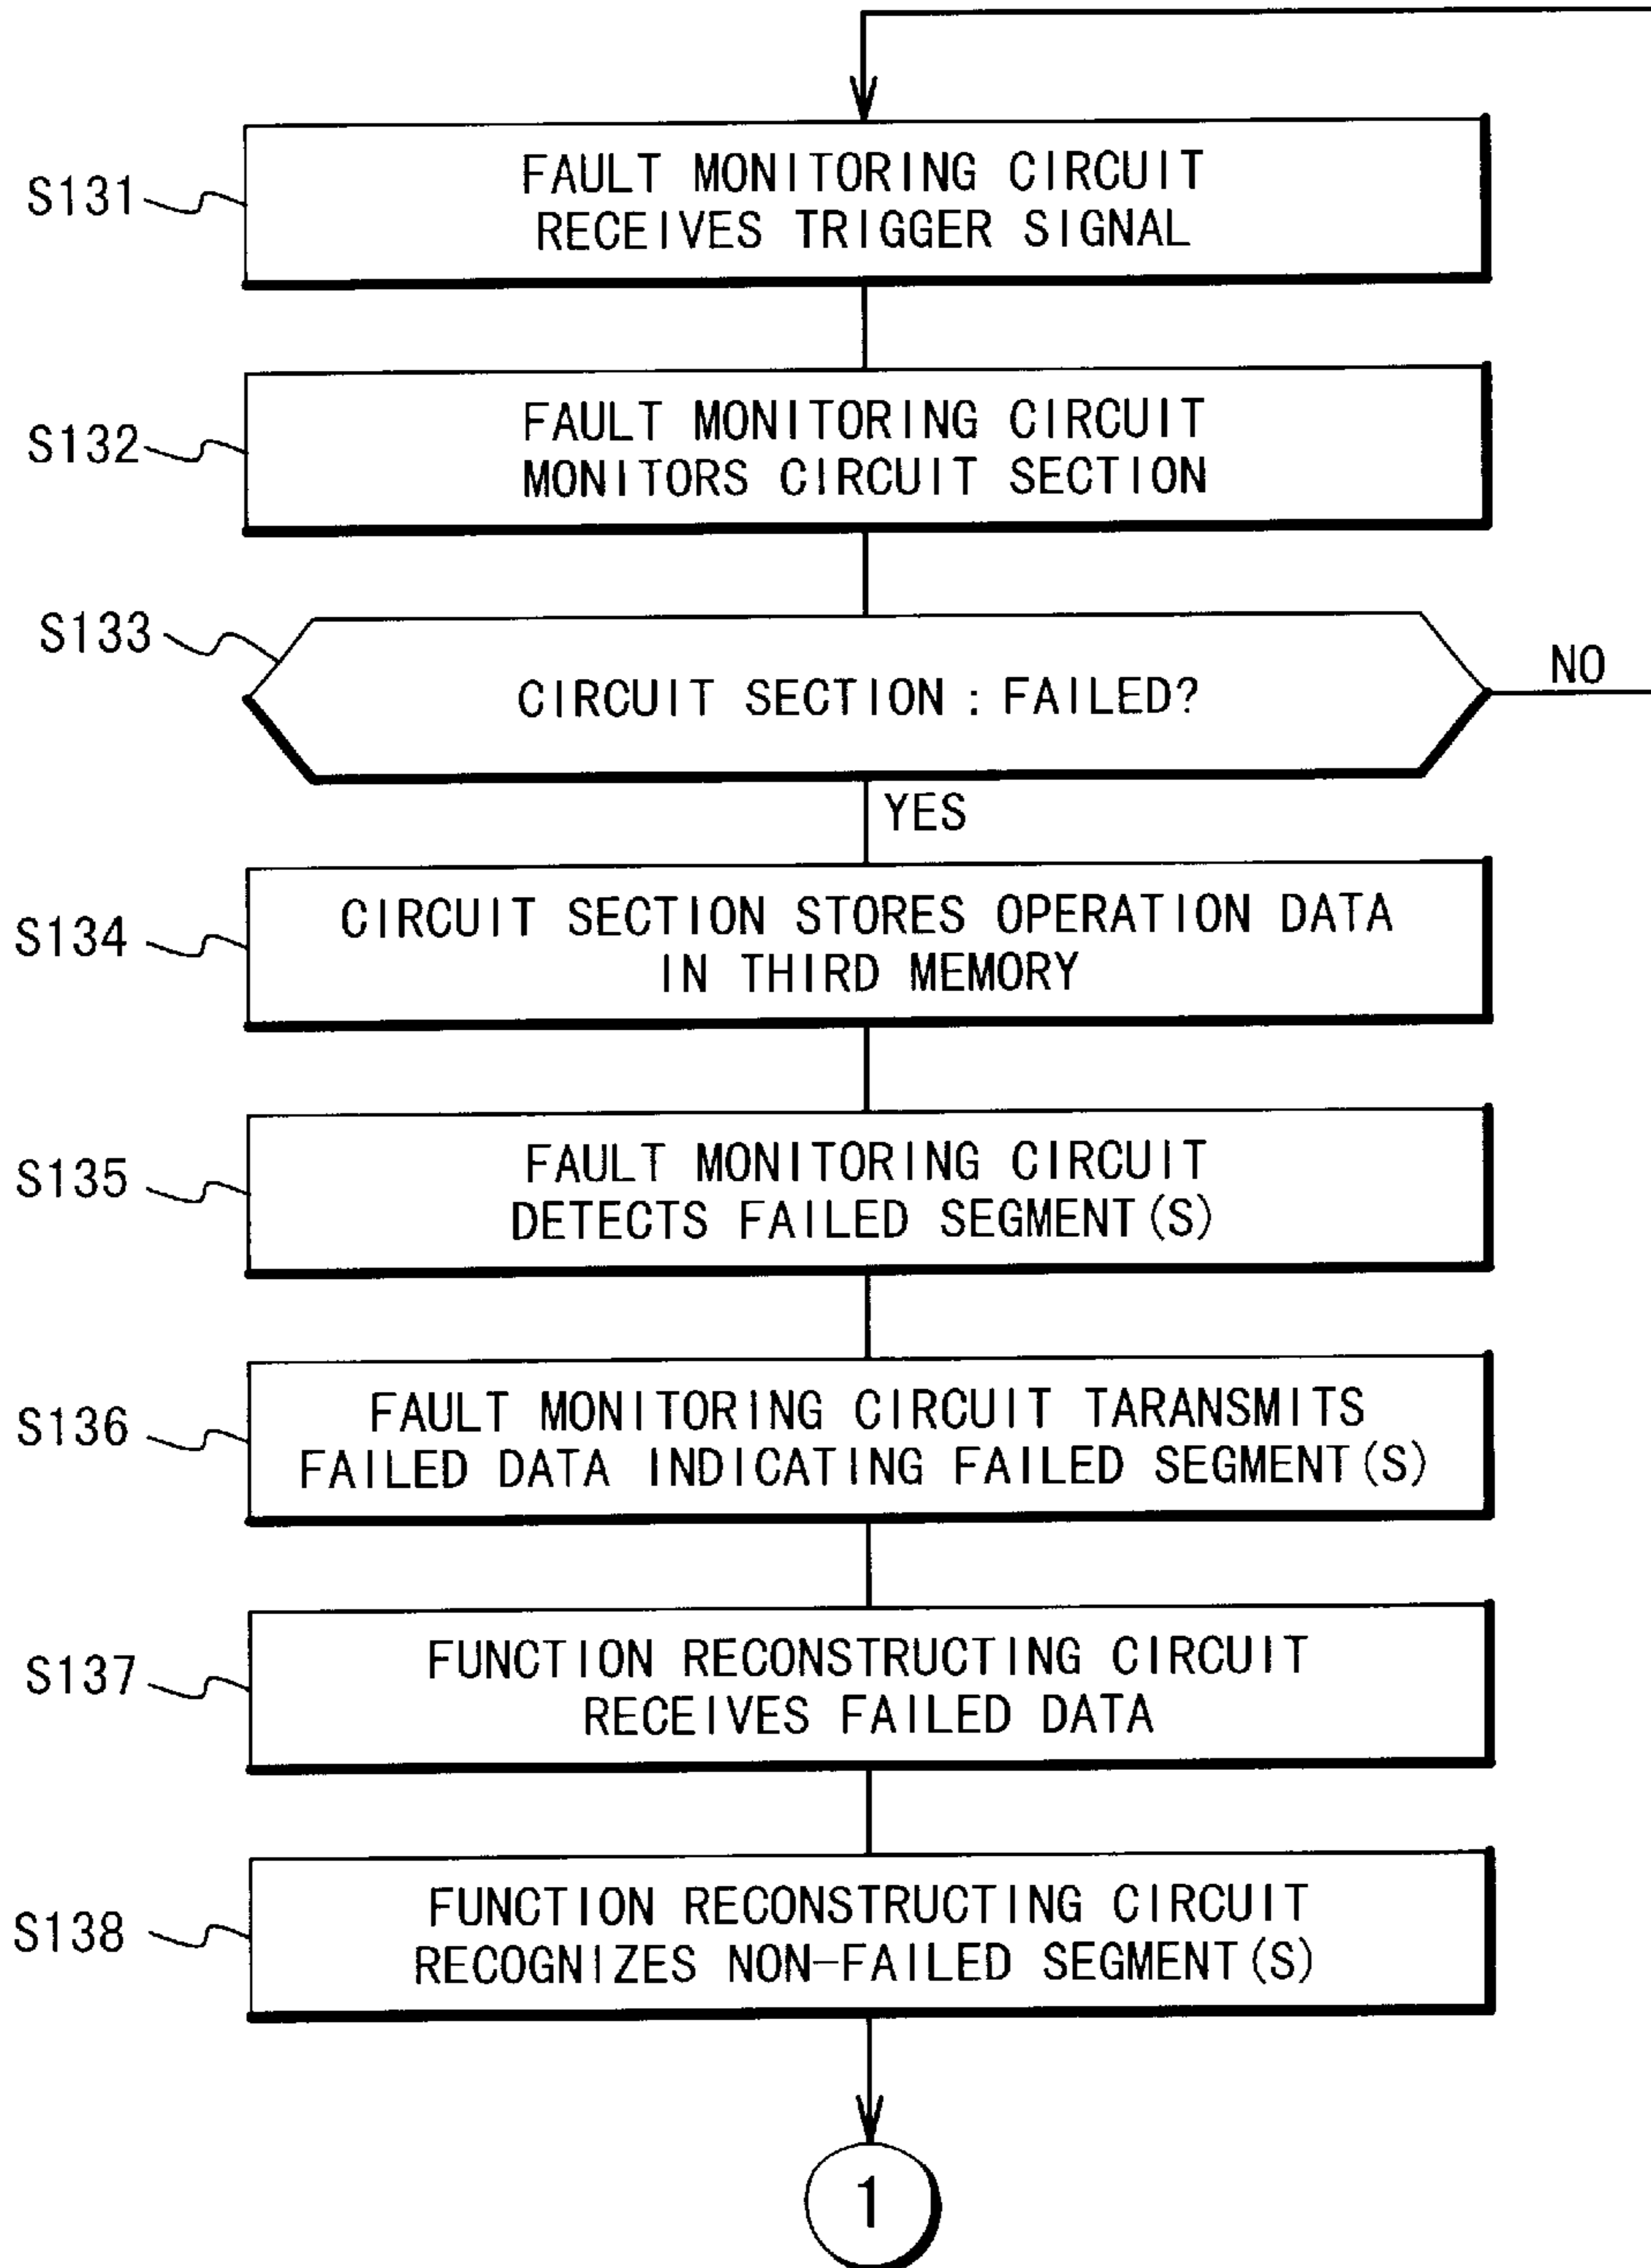 S131
FAULT MONITORING CIRCUIT
RECEIVES TRIGGER SIGNAL
S132
FAULT MONITORING CIRCUIT
MONITORS CIRCUIT SECTION
S133
CIRCUIT SECTION : FAILED?
NO
YES
S134
CIRCUIT SECTION STORES OPERATION DATA
IN THIRD MEMORY
S135
FAULT MONITORING CIRCUIT
DETECTS FAILED SEGMENT(S)
S136
FAULT MONITORING CIRCUIT TARANSMITS
FAILED DATA INDICATING FAILED SEGMENT(S)
S137
FUNCTION RECONSTRUCTING CIRCUIT
RECEIVES FAILED DATA
S138
FUNCTION RECONSTRUCTING CIRCUIT
RECOGNIZES NON-FAILED SEGMENT(S)
1